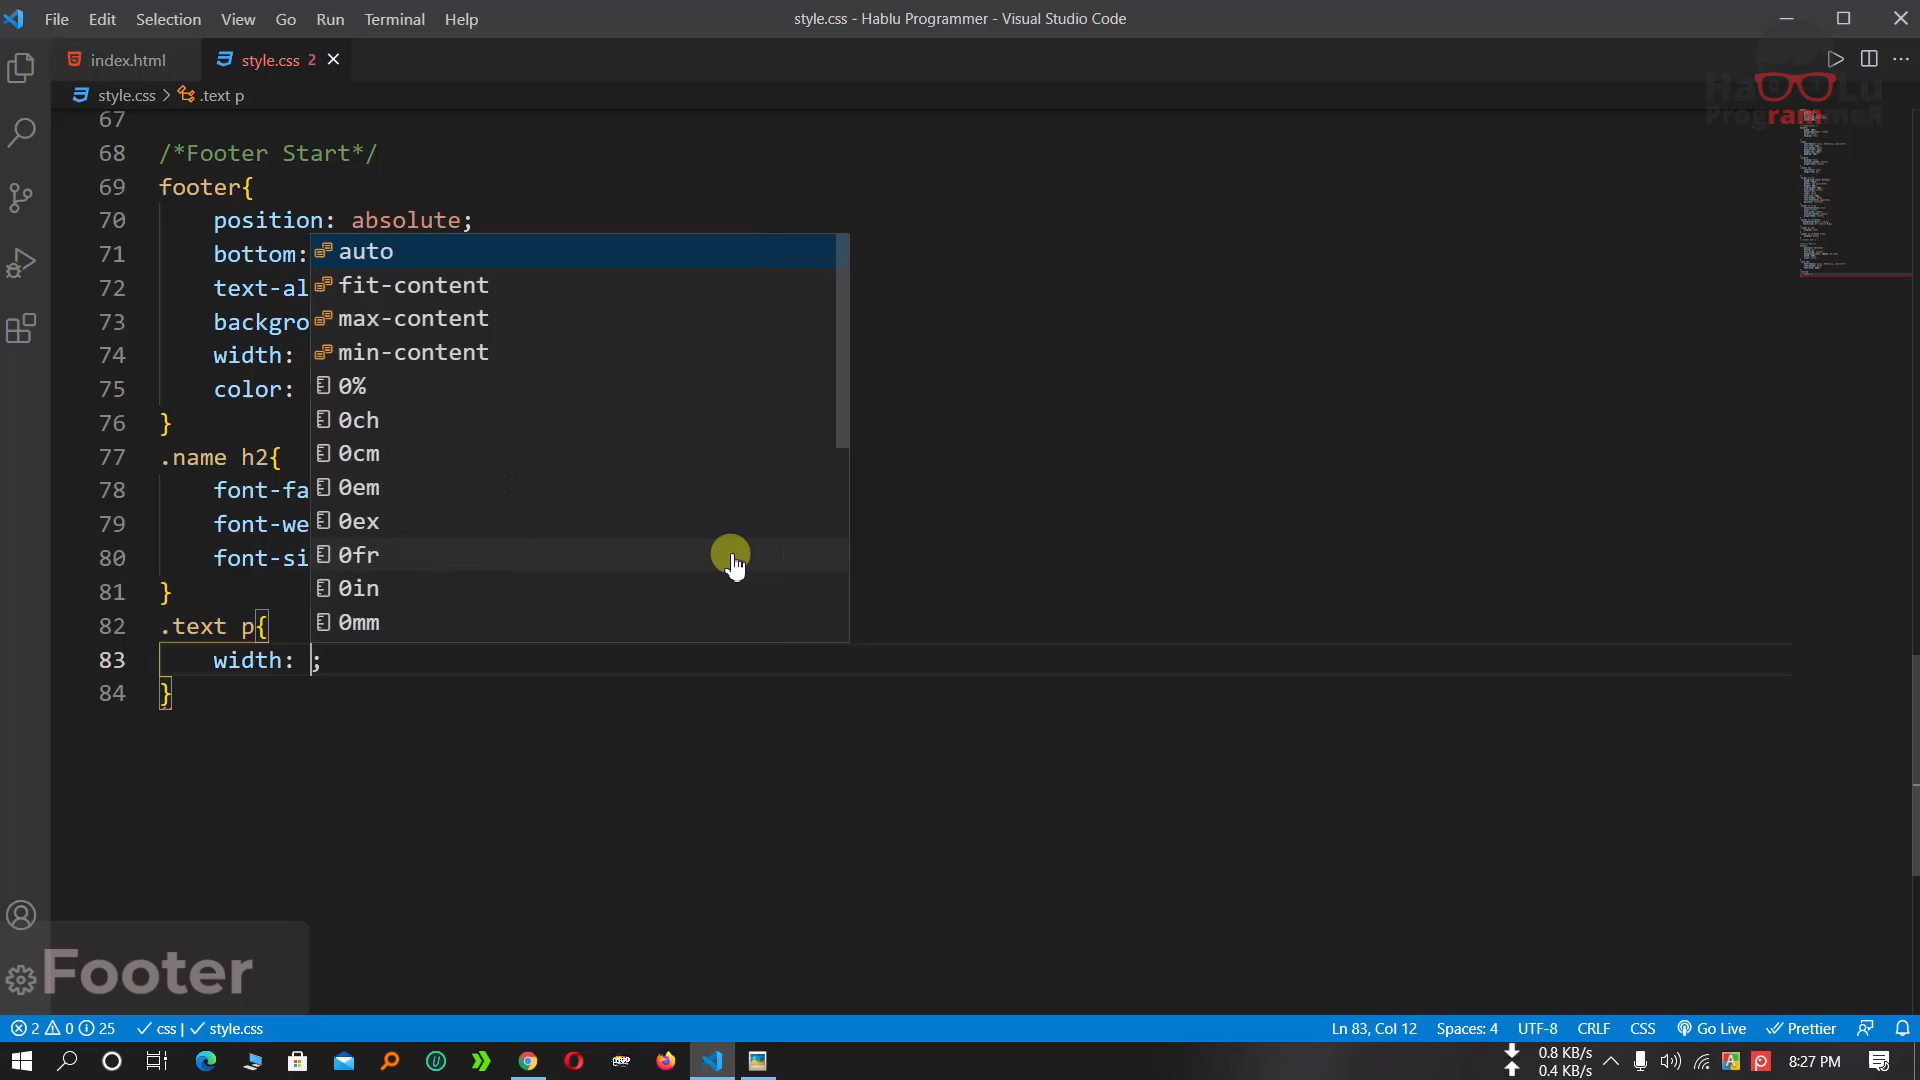 File Edit Selection View Go Run Terminal Help
style.css - Hablu Programmer - Visual Studio Code
index.html
style.css 2
style.css > .text p
HabLu
Programmer
67
68 /*Footer Start*/
69 footer{
70 position: absolute;
71 bottom:
72 text-al
73 backgro
74 width:
75 color:
76 }
77 .name h2{
78 font-fa
79 font-we
80 font-si
81 }
82 .text p{
83 width: ;
84 }
auto
fit-content
max-content
min-content
0%
0ch
0cm
0em
0ex
0fr
0in
0mm
Footer
2 0 25 css | style.css
Ln 83, Col 12 Spaces: 4 UTF-8 CRLF CSS Go Live Prettier
0.8 KB/s
0.4 KB/s
8:27 PM